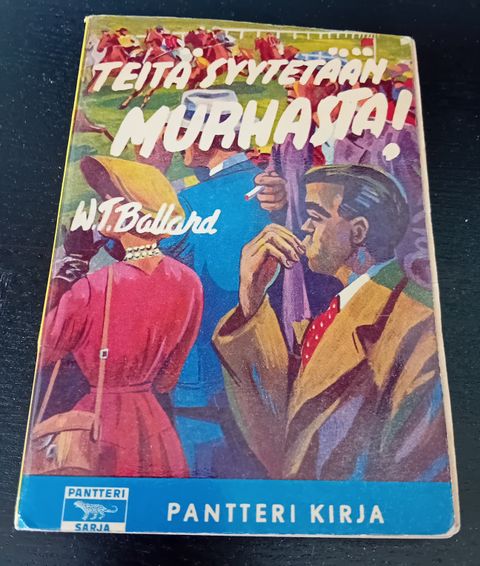 TEITÄ SYYTETÄÄN
MURHASTA!
W.T. Ballard
PANTTERI
SARJA
PANTTERI KIRJA